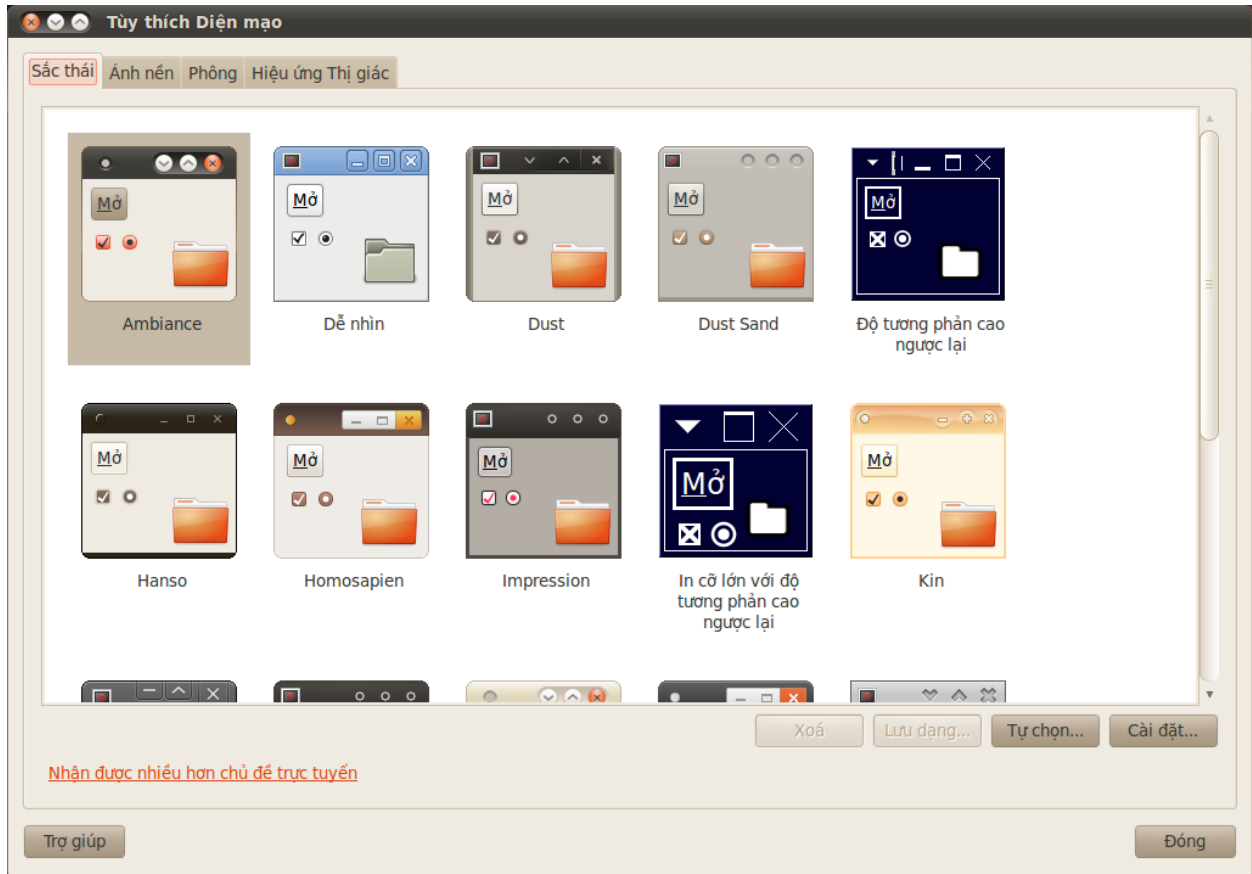 Tùy thích Diện mạo
Sắc thái Ảnh nền Phông Hiệu ứng Thị giác
Mở Mở Mở Mở Mở
Ambiance Dễ nhìn Dust Dust Sand Độ tương phản cao
ngược lại
Mở Mở Mở Mở Mở
Hanso Homosapien Impression In cỡ lớn với độ Kin
tương phản cao
ngược lại
Xoá Lưu dạng... Tự chọn... Cài đặt...
Nhận được nhiều hơn chủ đề trực tuyến
Trợ giúp Đóng